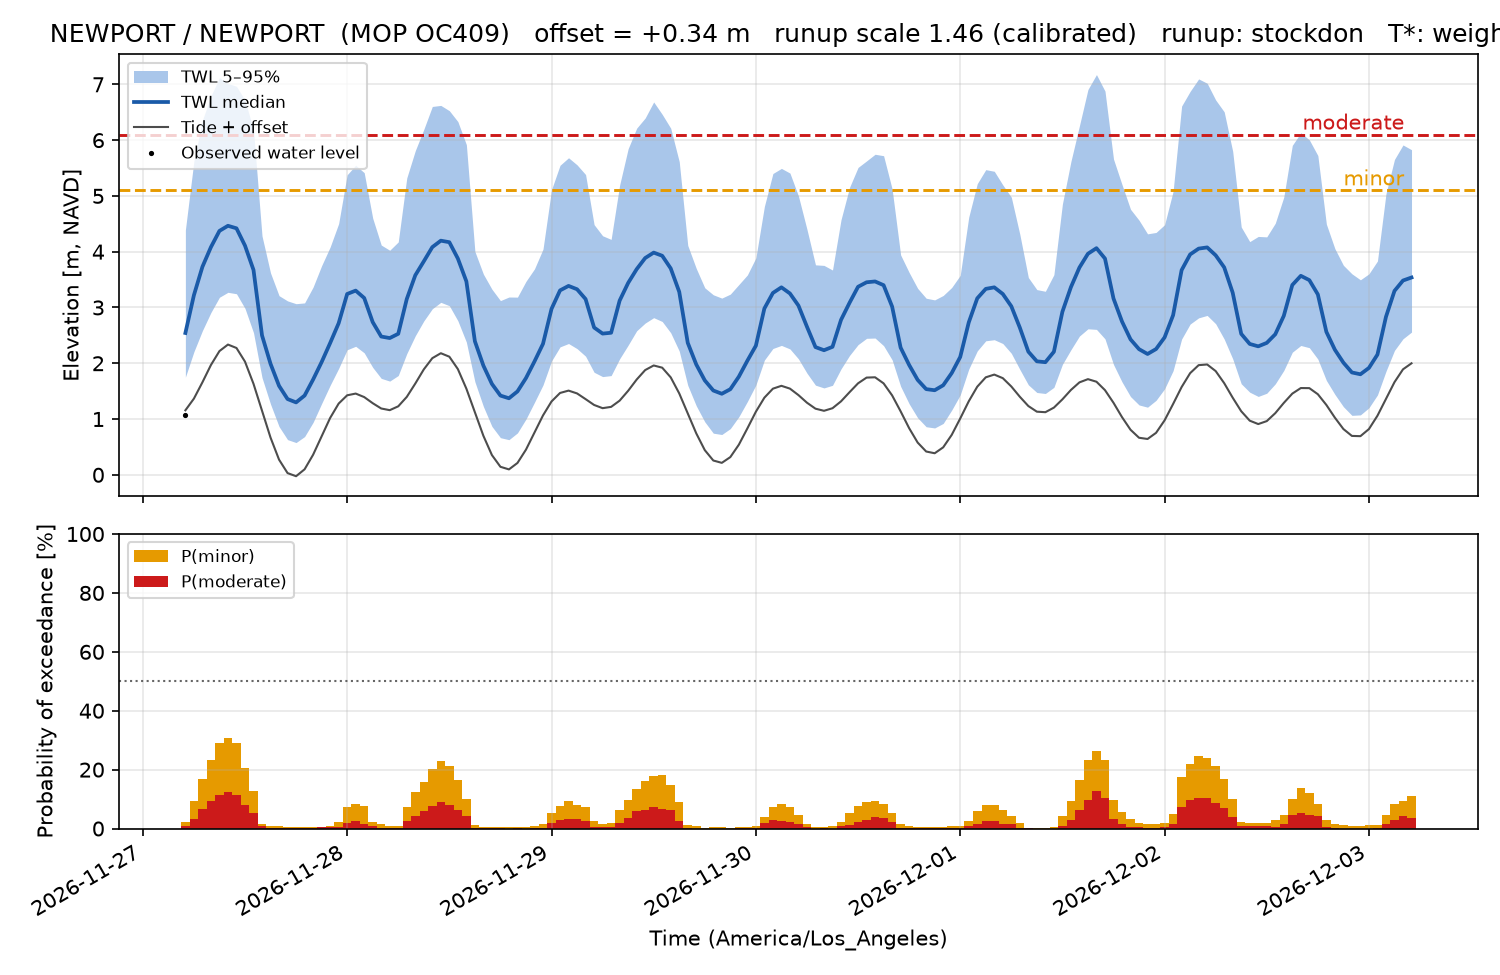 NEWPORT / NEWPORT (MOP OC409) offset = +0.34 m runup scale 1.46 (calibrated) runup: stockdon T*:
TWL 5–95%
TWL median
Tide + offset
Observed water level
moderate
minor
Elevation [m, NAVD]
7
6
5
4
3
2
1
0
P(minor)
P(moderate)
Probability of exceedance [%]
100
80
60
40
20
0
2026-11-27
2026-11-28
2026-11-29
2026-11-30
2026-12-01
2026-12-02
2026-12-03
Time (America/Los_Angeles)